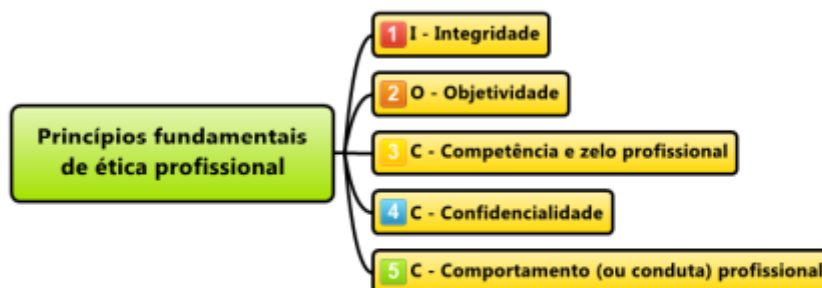 Princípios fundamentais
de ética profissional
1 I - Integridade
2 O - Objetividade
3 C - Competência e zelo profissional
4 C - Confidencialidade
5 C - Comportamento (ou conduta) profissional